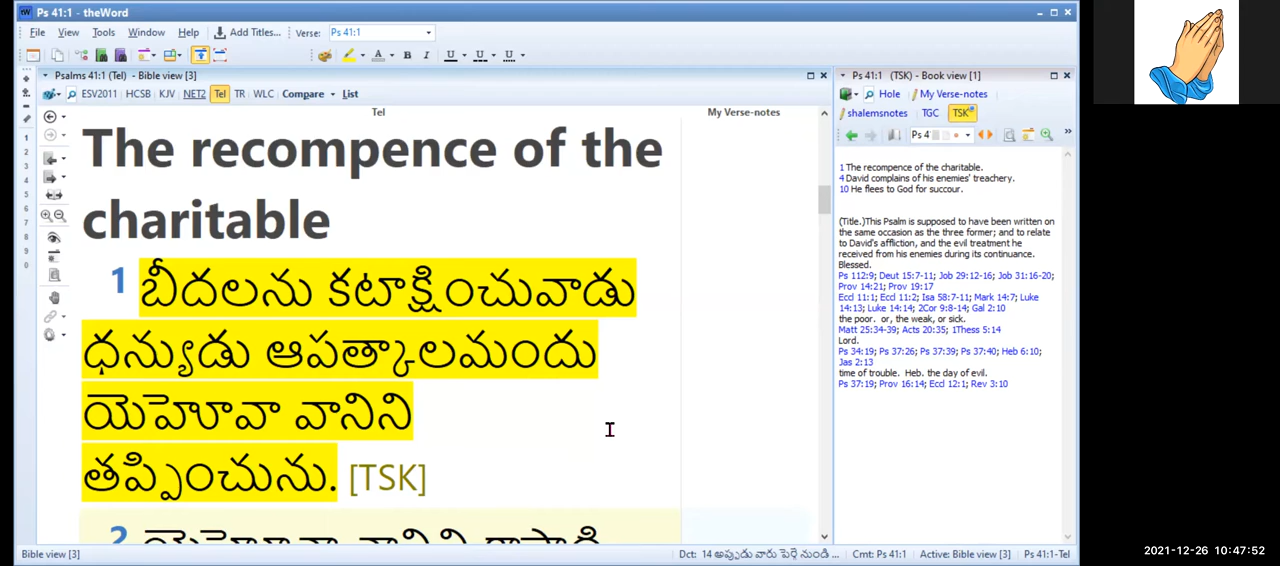 Ps 41:1 - theWord
File View Tools Window Help Add Titles... Verse: Ps 41:1
Psalms 41:1 (Tel) - Bible view [3]
ESV2011 HCSB KJV NET2 Tel TR WLC Compare List
Tel My Verse-notes
The recompence of the
charitable
1 బీదలను కటాక్షించువాడు
ధన్యుడు ఆపత్కాలమందు
యెహోవా వానిని
తప్పించును. [TSK]
2 యెహోవా వానిని కాపాడి
Ps 41:1 (TSK) - Book view [1]
Hole My Verse-notes
shalemsnotes TGC TSK
Ps 4
1 The recompence of the charitable.
4 David complains of his enemies' treachery.
10 He flees to God for succour.
(Title.)This Psalm is supposed to have been written on
the same occasion as the three former; and to relate
to David's affliction, and the evil treatment he
received from his enemies during its continuance.
Blessed.
Ps 112:9; Deut 15:7-11; Job 29:12-16; Job 31:16-20;
Prov 14:21; Prov 19:17
Eccl 11:1; Eccl 11:2; Isa 58:7-11; Mark 14:7; Luke
14:13; Luke 14:14; 2Cor 9:8-14; Gal 2:10
the poor. or, the weak, or sick.
Matt 25:34-39; Acts 20:35; 1Thess 5:14
Lord.
Ps 34:19; Ps 37:26; Ps 37:39; Ps 37:40; Heb 6:10;
Jas 2:13
time of trouble. Heb. the day of evil.
Ps 37:19; Prov 16:14; Eccl 12:1; Rev 3:10
Bible view [3] Dct: 14 అప్పుడు వారు పెద్ద నుండి ... Cmt: Ps 41:1 Active: Bible view [3] Ps 41:1-Tel
2021-12-26 10:47:52